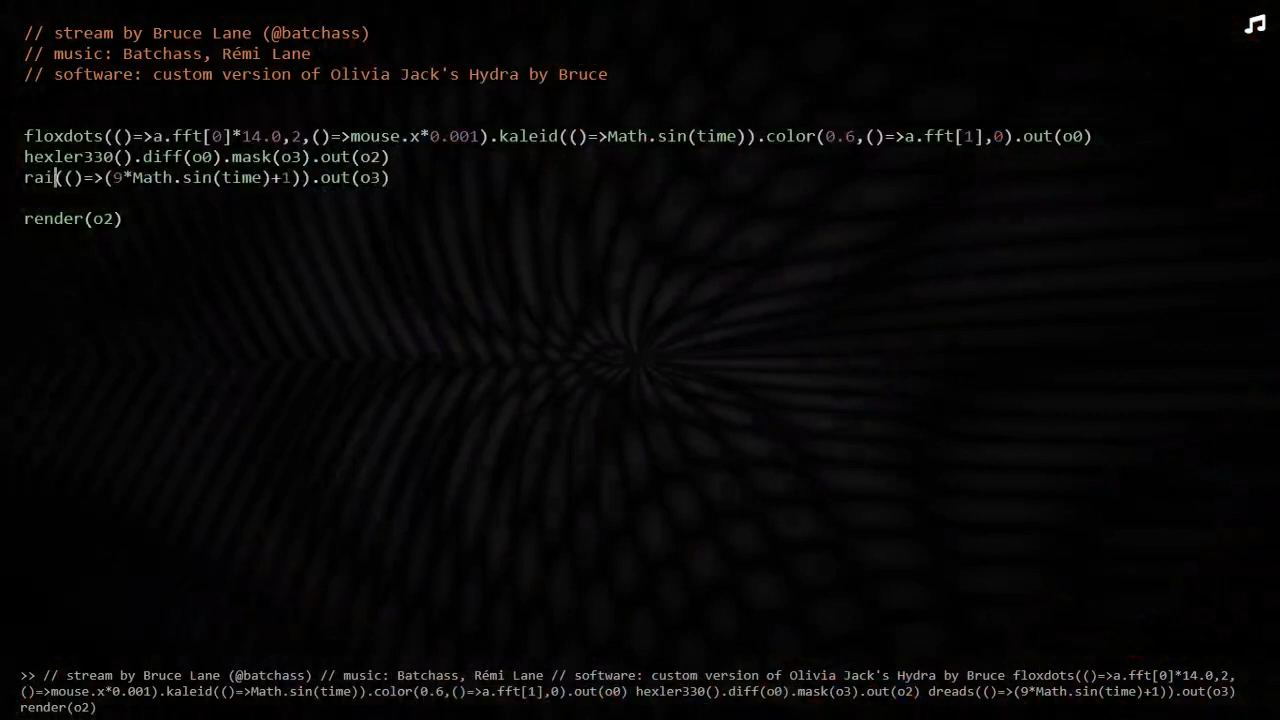 // stream by Bruce Lane (@batchass)
// music: Batchass, Rémi Lane
// software: custom version of Olivia Jack's Hydra by Bruce
floxdots(()=>a.fft[0]*14.0,2,()=>mouse.x*0.001).kaleid(()=>Math.sin(time)).color(0.6,()=>a.fft[1],0).out(o0)
hexler330().diff(o0).mask(o3).out(o2)
rai(()=>(9*Math.sin(time)+1)).out(o3)
render(o2)
>> // stream by Bruce Lane (@batchass) // music: Batchass, Rémi Lane // software: custom version of Olivia Jack's Hydra by Bruce floxdots(()=>a.fft[0]*14.0,2,
()=>mouse.x*0.001).kaleid(()=>Math.sin(time)).color(0.6,()=>a.fft[1],0).out(o0) hexler330().diff(o0).mask(o3).out(o2) dreads(()=>(9*Math.sin(time)+1)).out(o3)
render(o2)